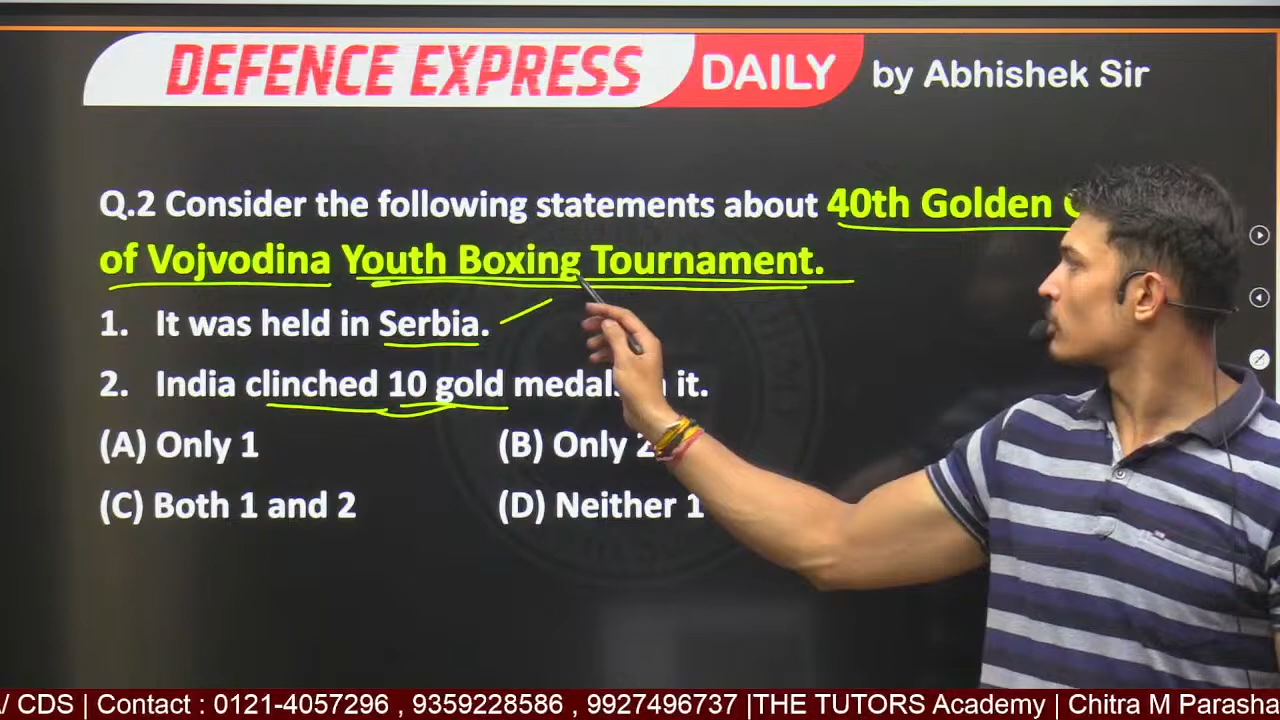 DEFENCE EXPRESS DAILY by Abhishek Sir
Q.2 Consider the following statements about 40th Golden
of Vojvodina Youth Boxing Tournament.
1. It was held in Serbia.
2. India clinched 10 gold medals it.
(A) Only 1 (B) Only 2
(C) Both 1 and 2 (D) Neither 1
/ CDS | Contact : 0121-4057296 , 9359228586 , 9927496737 |THE TUTORS Academy | Chitra M Parasha